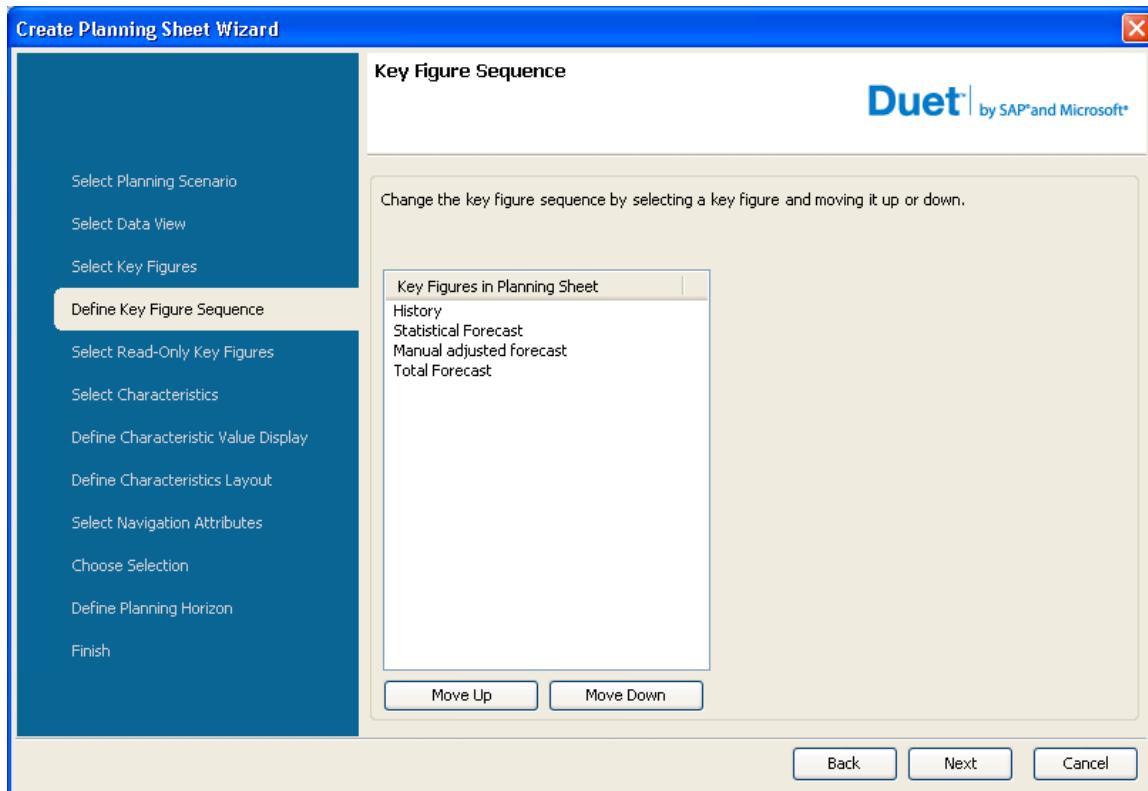 Create Planning Sheet Wizard
Key Figure Sequence
Duet™ by SAP® and Microsoft®
Select Planning Scenario
Select Data View
Select Key Figures
Define Key Figure Sequence
Select Read-Only Key Figures
Select Characteristics
Define Characteristic Value Display
Define Characteristics Layout
Select Navigation Attributes
Choose Selection
Define Planning Horizon
Finish
Change the key figure sequence by selecting a key figure and moving it up or down.
Key Figures in Planning Sheet
History
Statistical Forecast
Manual adjusted forecast
Total Forecast
Move Up
Move Down
Back
Next
Cancel